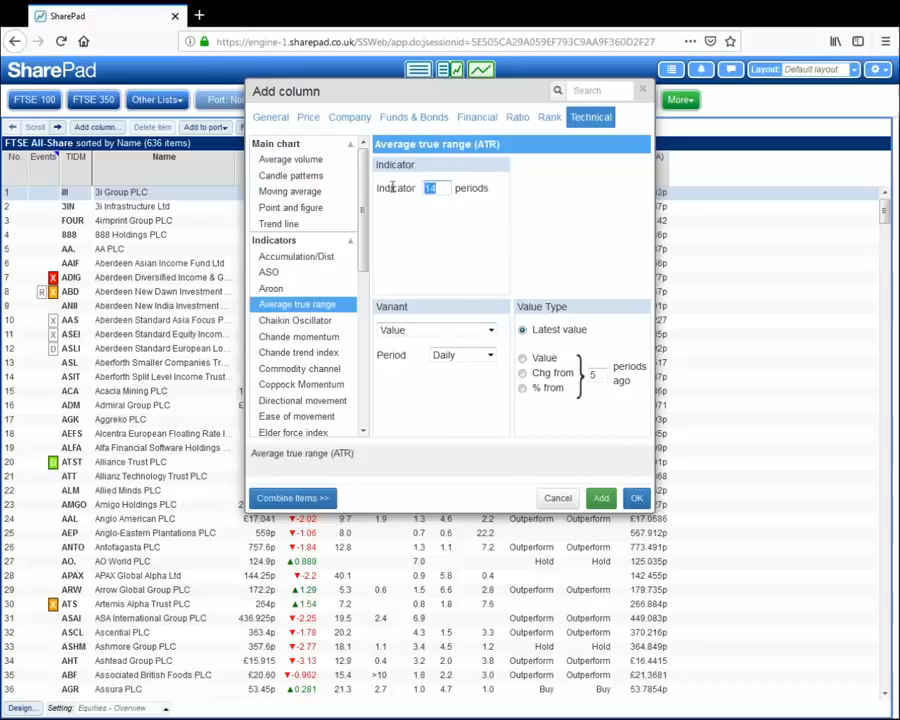 SharePad
https://engine-1.sharepad.co.uk/SSWeb/app.do;jsessionid=SE505CA29A059EF793C9AA9F360D2F27
SharePad
Layout: Default layout
FTSE 100 FTSE 350 Other Lists Port: No More
Scroll Add column... Delete item Add to port
FTSE All-Share sorted by Name (636 items)
No. Events TIDM Name
1 III 3i Group PLC
2 3IN 3i Infrastructure Ltd
3 FOUR 4imprint Group PLC
4 888 888 Holdings PLC
5 AA. AA PLC
6 AAIF Aberdeen Asian Income Fund Ltd
7 X ADIG Aberdeen Diversified Income & G...
8 R X ABD Aberdeen New Dawn Investment ...
9 ANII Aberdeen New India Investment ...
10 X AAS Aberdeen Standard Asia Focus P...
11 X ASEI Aberdeen Standard Equity Incom...
12 D ASLI Aberdeen Standard European Lo...
13 ASL Aberforth Smaller Companies Tr...
14 ASIT Aberforth Split Level Income Trust...
15 ACA Acacia Mining PLC
16 ADM Admiral Group PLC
17 AGK Aggreko PLC
18 AEFS Alcentra European Floating Rate I...
19 ALFA Alfa Financial Software Holdings ...
20 D ATST Alliance Trust PLC
21 ATT Allianz Technology Trust PLC
22 ALM Allied Minds PLC
23 AMGO Amigo Holdings PLC
24 AAL Anglo American PLC £17.041 ▼-2.02 9.7 1.9 1.3 4.6 2.2 Outperform Outperform £17.0686
25 AEP Anglo-Eastern Plantations PLC 559p ▼-1.06 8.0 0.7 0.6 22.2 567.912p
26 ANTO Antofagasta PLC 757.6p ▼-1.84 12.8 1.3 1.1 7.2 Outperform Outperform 773.491p
27 AO. AO World PLC 124.9p ▲0.889 7.0 Hold Hold 125.035p
28 APAX APAX Global Alpha Ltd 144.25p ▼-2.2 40.1 0.9 5.8 0.4 142.455p
29 ARW Arrow Global Group PLC 172.2p ▲1.29 5.3 0.6 1.5 6.6 2.8 Outperform Outperform 179.735p
30 X ATS Artemis Alpha Trust PLC 264p ▲1.54 7.2 0.8 1.8 7.6 266.884p
31 ASAI ASA International Group PLC 436.925p ▼-2.25 19.5 2.4 6.9 Outperform Outperform 449.083p
32 ASCL Ascential PLC 363.4p ▼-1.78 20.2 4.3 1.5 3.3 Outperform Outperform 370.216p
33 ASHM Ashmore Group PLC 357.6p ▼-2.77 18.1 1.1 3.4 4.8 3.2 Hold Hold 364.849p
34 AHT Ashtead Group PLC £15.915 ▼-3.13 12.9 0.4 3.2 2.0 3.8 Outperform Outperform £16.4415
35 ABF Associated British Foods PLC £20.60 ▼-0.962 15.4 >10 1.8 2.2 3.1 Outperform Outperform £21.3681
36 AGR Assura PLC 53.45p ▲0.281 21.3 2.7 1.0 4.7 1.0 Buy Buy 53.7854p
Design... Setting: Equities - Overview
Add column
Search
General Price Company Funds & Bonds Financial Ratio Rank Technical
Main chart
Average volume
Candle patterns
Moving average
Point and figure
Trend line
Indicators
Accumulation/Dist
ASO
Aroon
Average true range
Chaikin Oscillator
Chande momentum
Chande trend index
Commodity channel
Coppock Momentum
Directional movement
Ease of movement
Elder force index
Average true range (ATR)
Indicator
Indicator 14 periods
Variant
Value
Period Daily
Value Type
Latest value
Value
Chg from
% from
5 periods ago
Average true range (ATR)
Combine Items >> Cancel Add OK